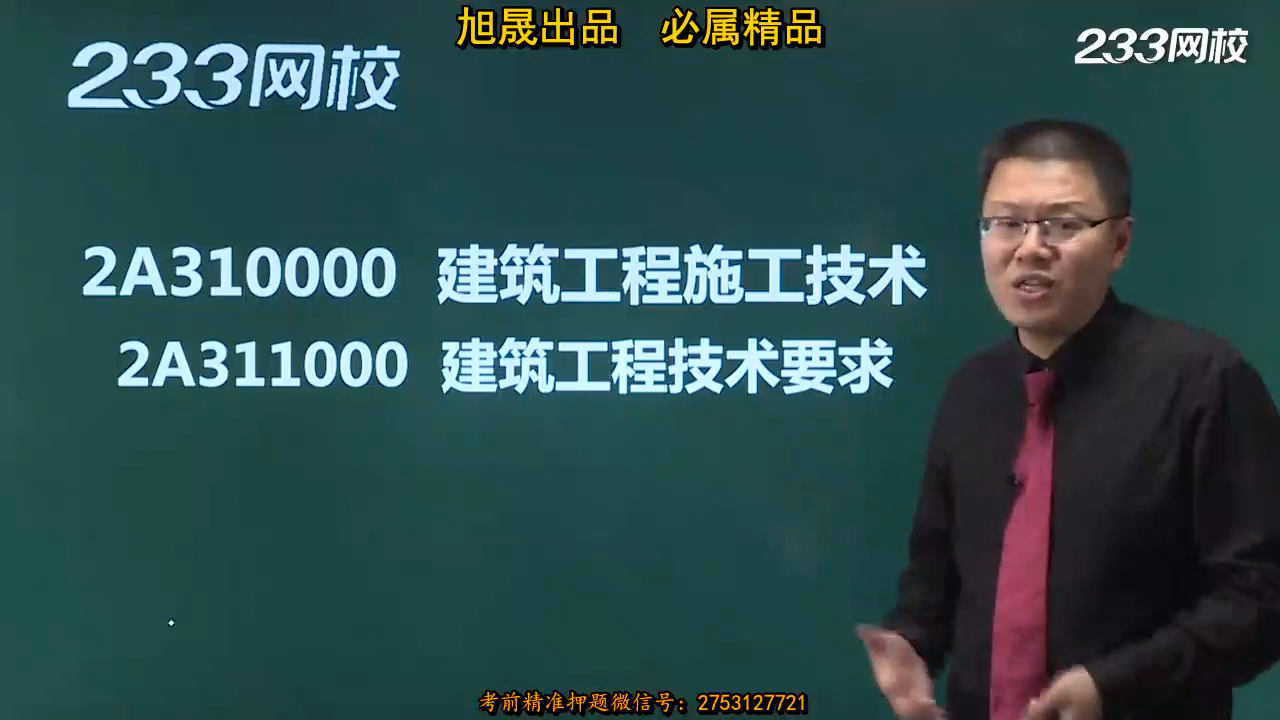 旭晟出品 必属精品
233网校
233网校
2A310000 建筑工程施工技术
2A311000 建筑工程技术要求
考前精准押题微信号：2753127721